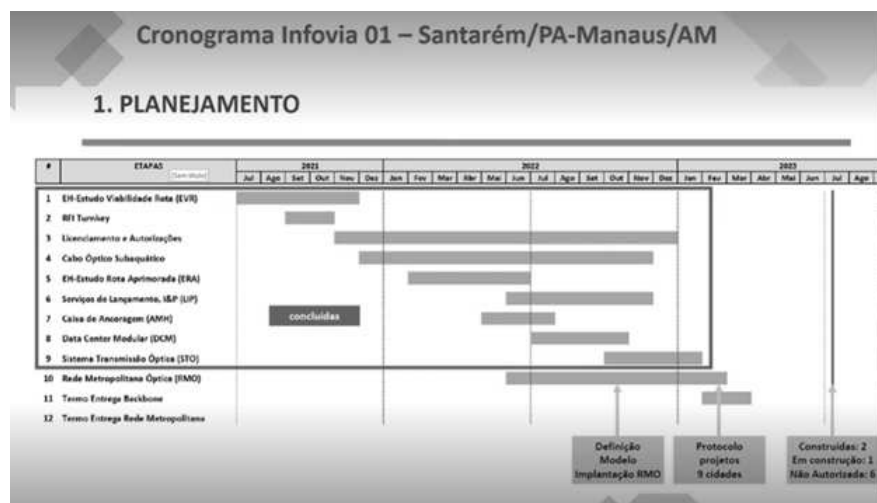 Cronograma Infovia 01 – Santarém/PA-Manaus/AM
1. PLANEJAMENTO
# ETAPAS 2021 2022 2023
Jul Ago Set Out Nov Dez Jan Fev Mar Abr Mai Jun Jul Ago Set Out Nov Dez Jan Fev Mar Abr Mai Jun Jul Ago
1 EH-Estudo Viabilidade Rota (EVR)
2 RFI Turnkey
3 Licenciamento e Autorizações
4 Cabo Óptico Subaquático
5 EH-Estudo Rota Aprimorada (ERA)
6 Serviços de Lançamento, I&P (LIP)
7 Caixa de Ancoragem (AMH)
concluídas
8 Data Center Modular (DCM)
9 Sistema Transmissão Óptica (STO)
10 Rede Metropolitana Óptica (RMO)
11 Termo Entrega Backbone
12 Termo Entrega Rede Metropolitana
Definição
Modelo
Implantação RMO
Protocolo
projetos
9 cidades
Construídas: 2
Em construção: 1
Não Autorizada: 6